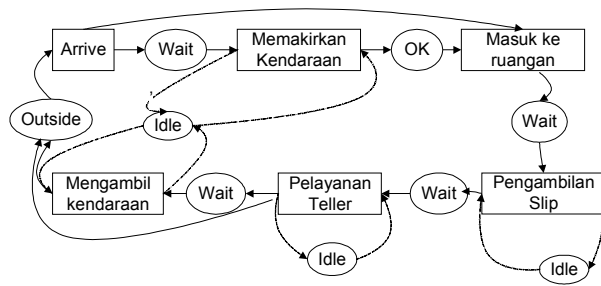 Arrive
Wait
Memakirkan
Kendaraan
OK
Masuk ke
ruangan
Outside
Idle
Wait
Mengambil
kendaraan
Wait
Pelayanan
Teller
Wait
Pengambilan
Slip
Idle
Idle